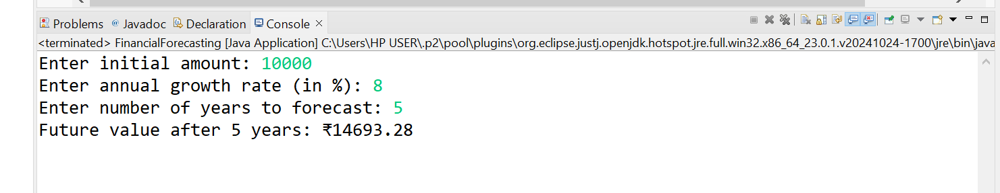 Problems @ Javadoc Declaration Console ×
<terminated> FinancialForecasting [Java Application] C:\Users\HP USER\.p2\pool\plugins\org.eclipse.justj.openjdk.hotspot.jre.full.win32.x86_64_23.0.1.v20241024-1700\jre\bin\java
Enter initial amount: 10000
Enter annual growth rate (in %): 8
Enter number of years to forecast: 5
Future value after 5 years: ₹14693.28